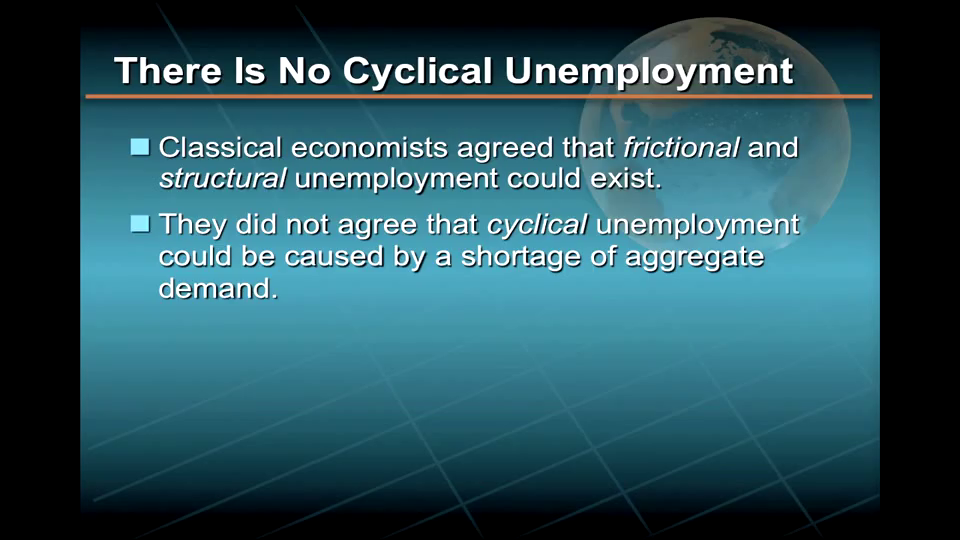 There Is No Cyclical Unemployment
Classical economists agreed that frictional and
structural unemployment could exist.
They did not agree that cyclical unemployment
could be caused by a shortage of aggregate
demand.